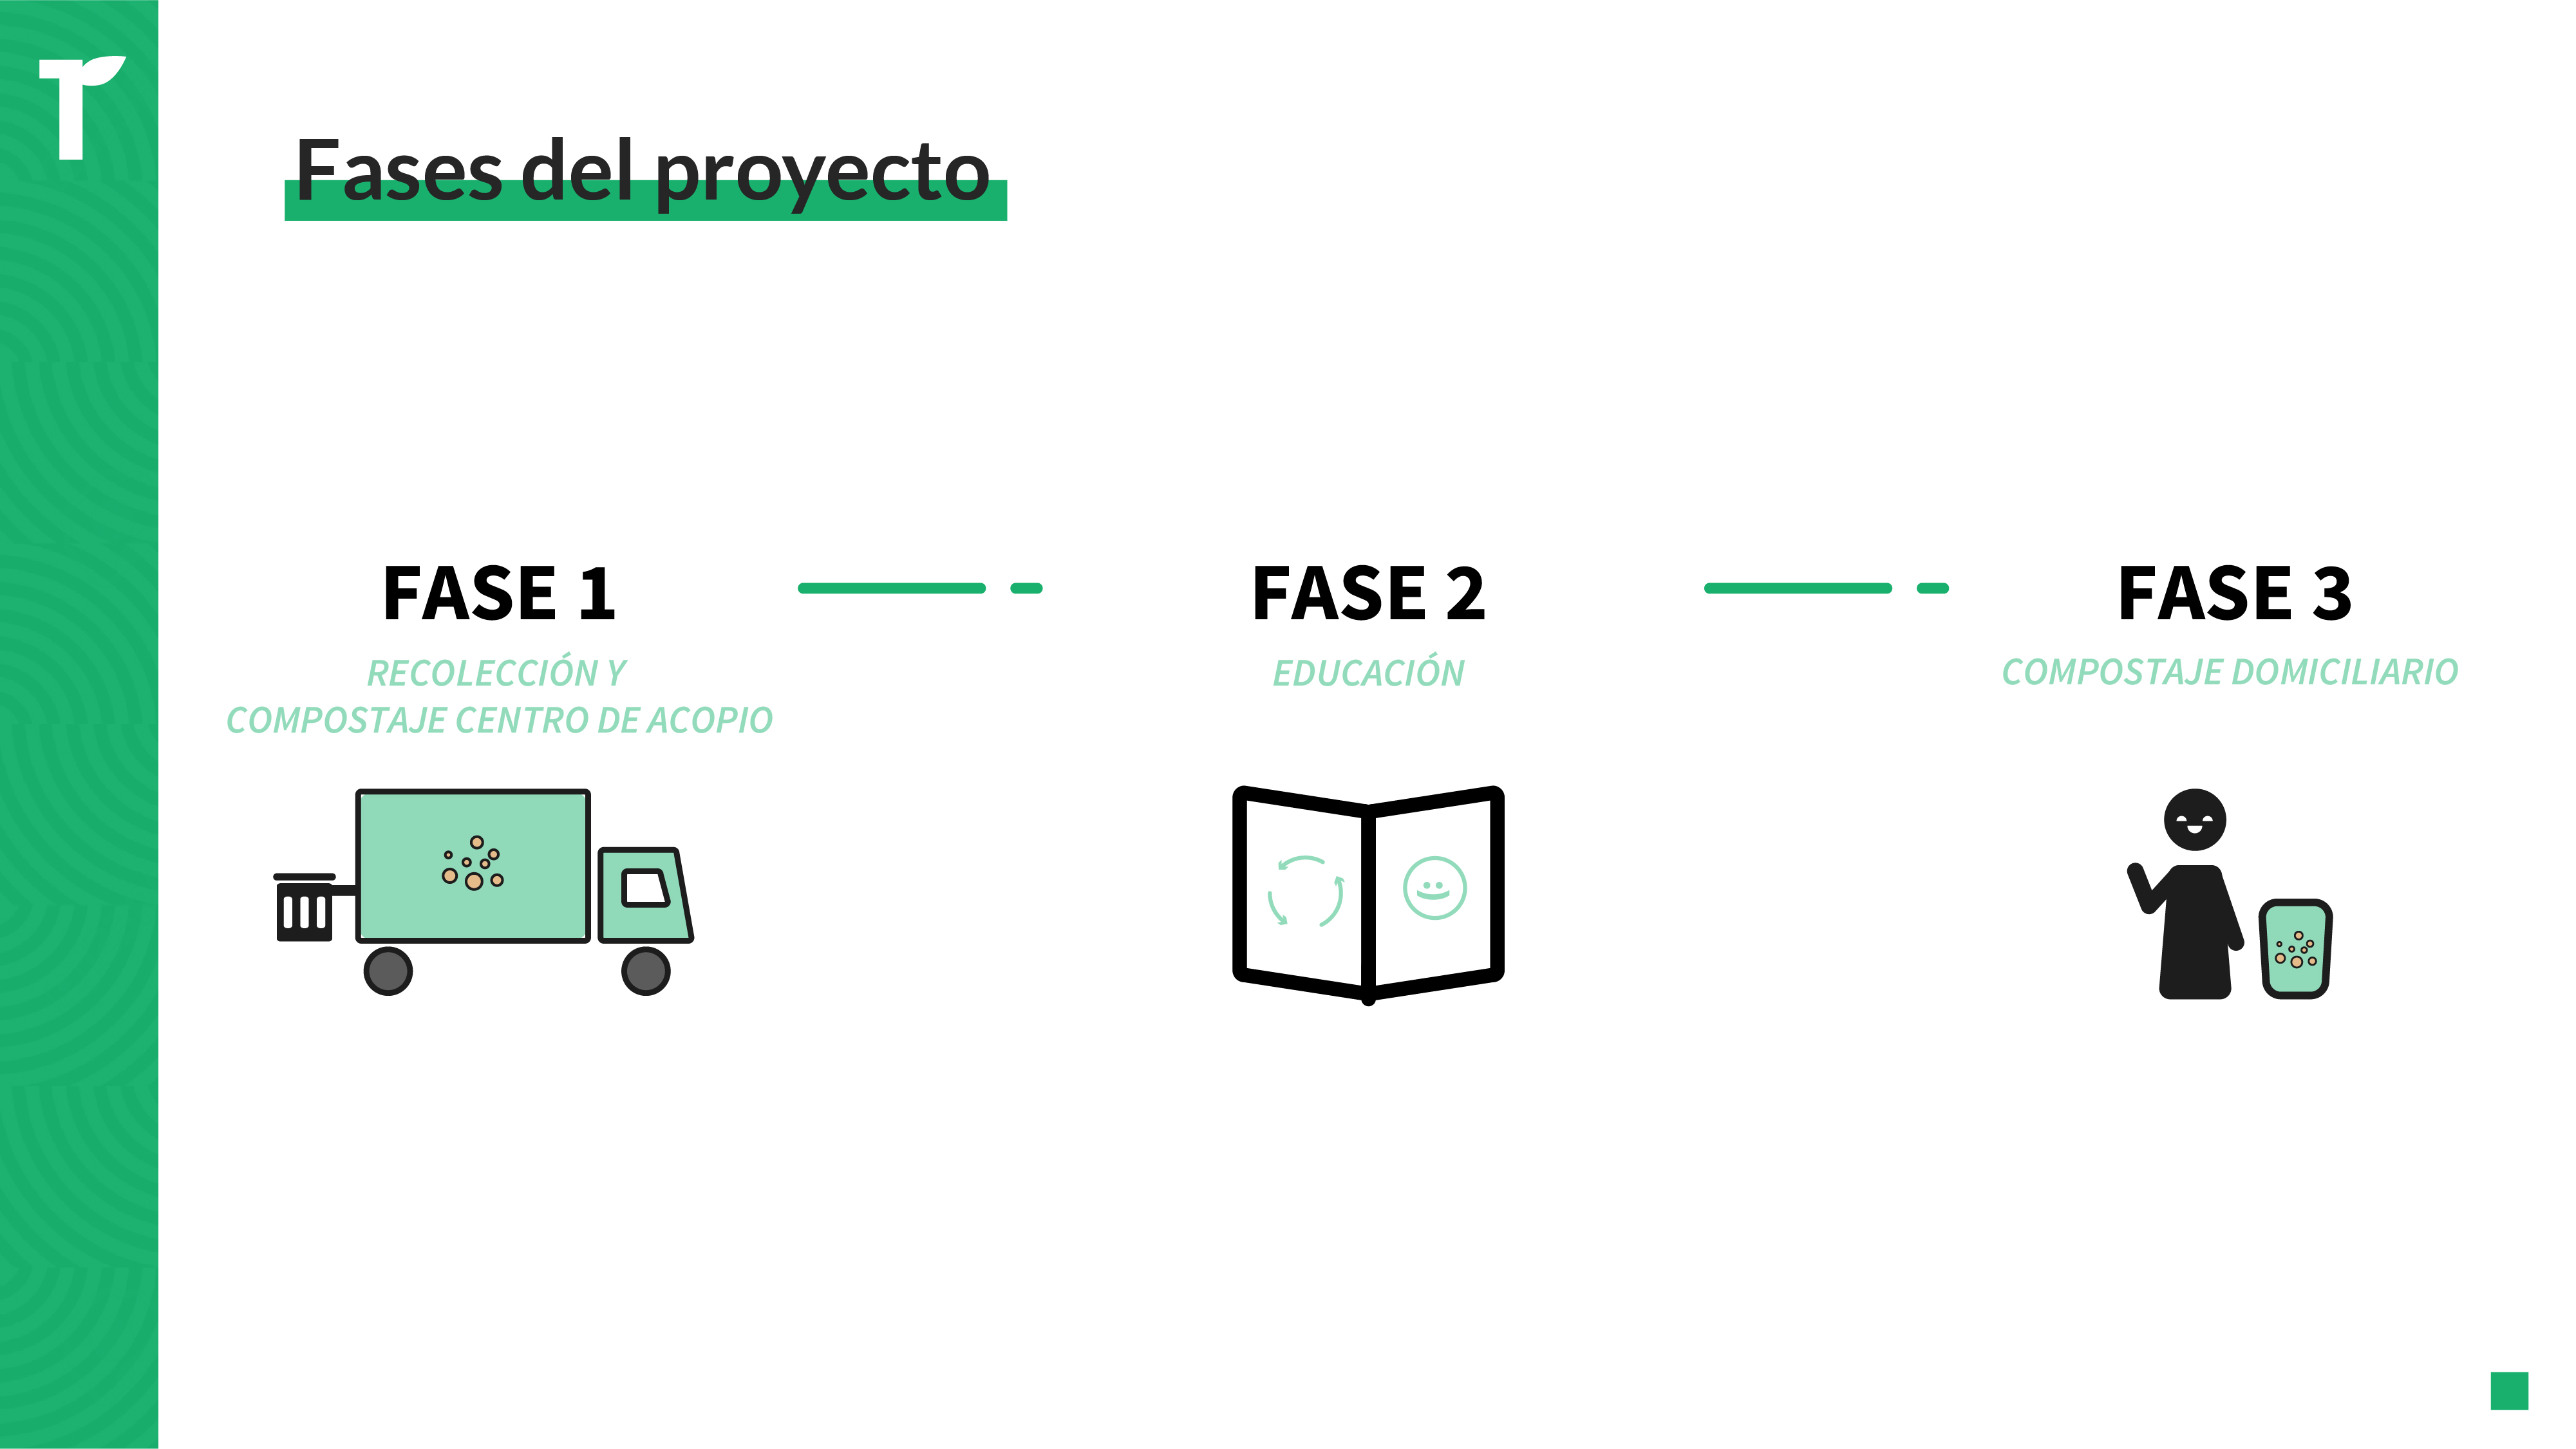 Fases del proyecto
FASE 1
RECOLECCIÓN Y
COMPOSTAJE CENTRO DE ACOPIO
FASE 2
EDUCACIÓN
FASE 3
COMPOSTAJE DOMICILIARIO